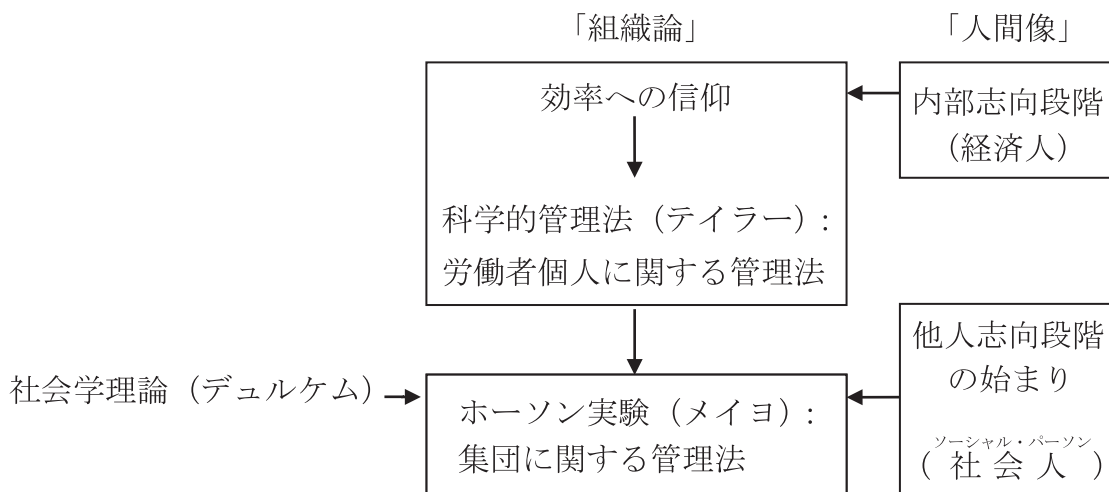 「組織論」
「人間像」
効率への信仰
内部志向段階
（経済人）
科学的管理法（テイラー）：
労働者個人に関する管理法
他人志向段階
の始まり
ソーシャル・パーソン
（社会人）
社会学理論（デュルケム）
ホーソン実験（メイヨ）：
集団に関する管理法